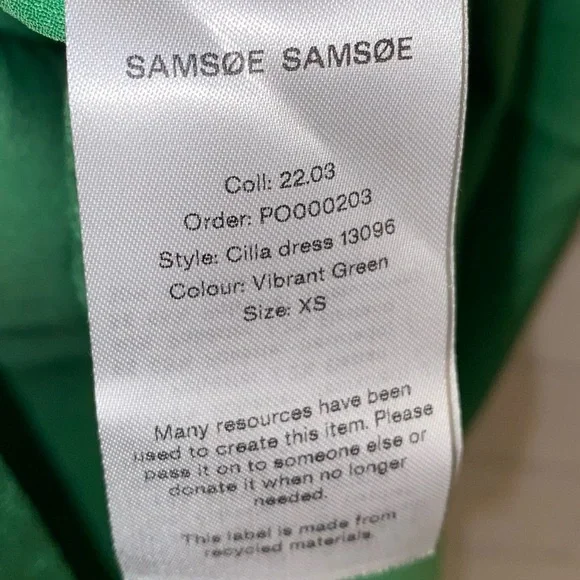 SAMSØE SAMSØE
Coll: 22.03
Order: PO000203
Style: Cilla dress 13096
Colour: Vibrant Green
Size: XS
Many resources have been
used to create this item. Please
pass it on to someone else or
donate it when no longer
needed.
This label is made from
recycled materials.